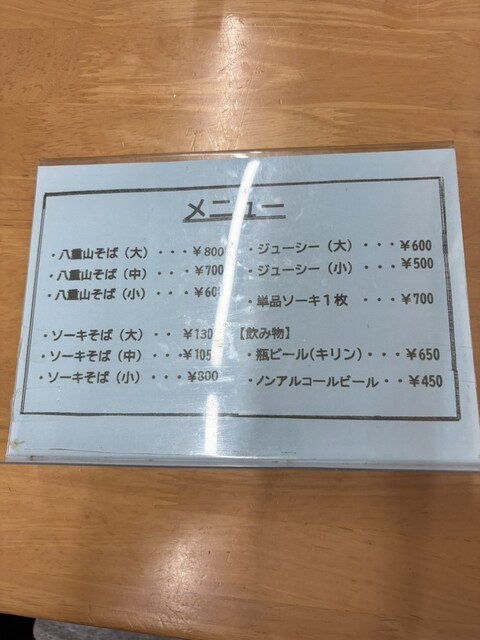 メニュー
・八重山そば（大）・・・￥800
・八重山そば（中）・・・￥700
・八重山そば（小）・・・￥60
・ソーキそば（大）・・￥130
・ソーキそば（中）・・・￥105
・ソーキそば（小）・・・￥800
・ジューシー（大）・・・￥600
・ジューシー（小）・・・￥500
・単品ソーキ１枚・・・￥700
【飲み物】
・瓶ビール（キリン）・・・￥650
・ノンアルコールビール・・￥450